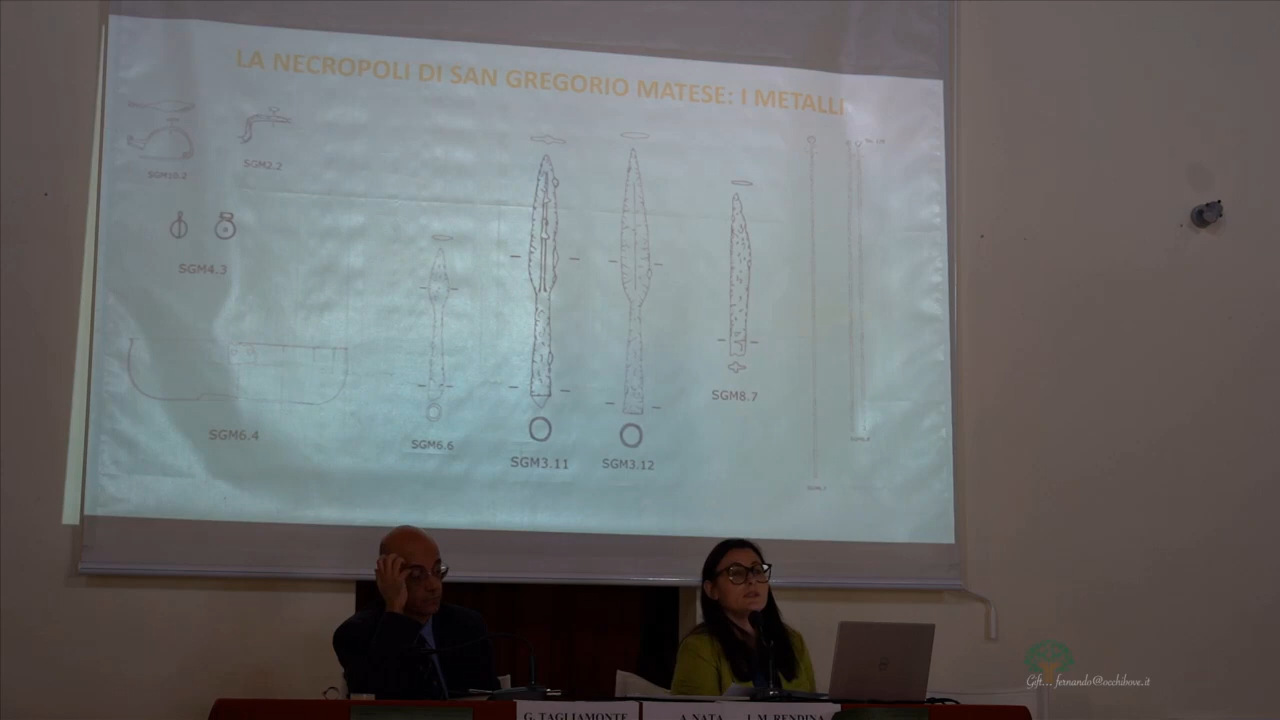 LA NECROPOLI DI SAN GREGORIO MATESE: I METALLI
SGM10.2
SGM2.2
SGM4.3
SGM6.4
SGM6.6
SGM3.11
SGM3.12
SGM8.7
G. TAGLIAMONTE
A. NATA
I. M. RENDINA
Gift... fernando@occhibove.it